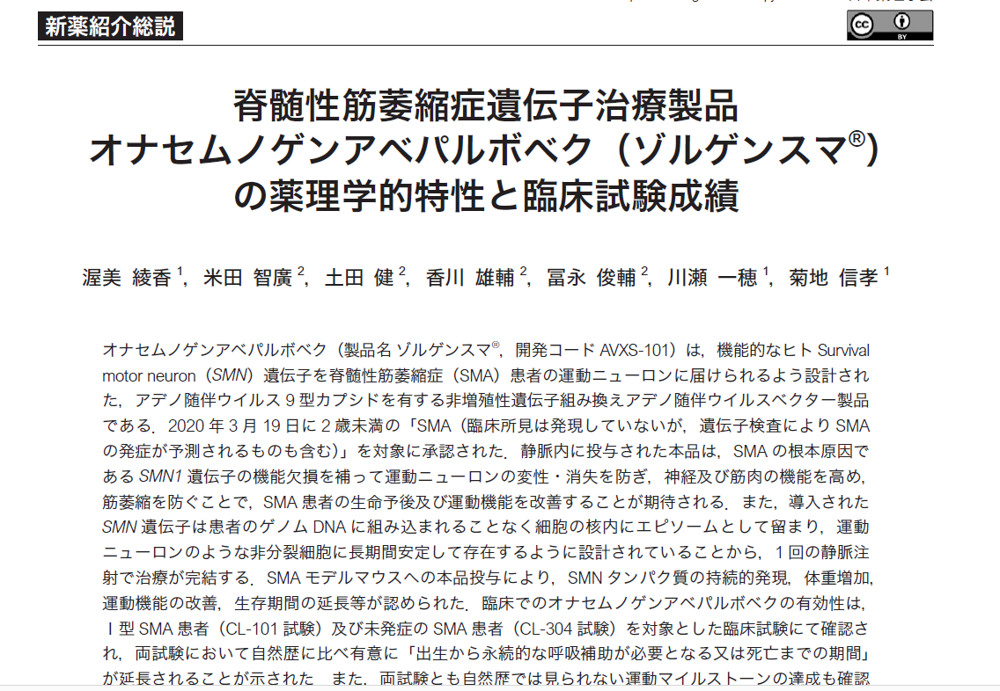 新薬紹介総説
cc
BY
脊髄性筋萎縮症遺伝子治療製品
オナセムノゲンアベパルボベク（ゾルゲンスマ®）
の薬理学的特性と臨床試験成績
渥美 綾香 1，米田 智廣 2，土田 健 2，香川 雄輔 2，冨永 俊輔 2，川瀬 一穂 1，菊地 信孝 1
オナセムノゲンアベパルボベク（製品名 ゾルゲンスマ®，開発コード AVXS-101）は，機能的なヒト Survival
motor neuron（SMN）遺伝子を脊髄性筋萎縮症（SMA）患者の運動ニューロンに届けられるよう設計され
た，アデノ随伴ウイルス 9 型カプシドを有する非増殖性遺伝子組み換えアデノ随伴ウイルスベクター製品
である．2020 年 3 月 19 日に 2 歳未満の「SMA（臨床所見は発現していないが，遺伝子検査により SMA
の発症が予測されるものも含む）」を対象に承認された．静脈内に投与された本品は，SMA の根本原因で
ある SMN1 遺伝子の機能欠損を補って運動ニューロンの変性・消失を防ぎ，神経及び筋肉の機能を高め，
筋萎縮を防ぐことで，SMA 患者の生命予後及び運動機能を改善することが期待される．また，導入された
SMN 遺伝子は患者のゲノム DNA に組み込まれることなく細胞の核内にエピソームとして留まり，運動
ニューロンのような非分裂細胞に長期間安定して存在するように設計されていることから，1 回の静脈注
射で治療が完結する．SMA モデルマウスへの本品投与により，SMN タンパク質の持続的発現，体重増加，
運動機能の改善，生存期間の延長等が認められた．臨床でのオナセムノゲンアベパルボベクの有効性は，
Ⅰ型 SMA 患者（CL-101 試験）及び未発症の SMA 患者（CL-304 試験）を対象とした臨床試験にて確認さ
れ，両試験において自然歴に比べ有意に「出生から永続的な呼吸補助が必要となる又は死亡までの期間」
が延長されることが示された　また，両試験とも自然歴では見られない運動マイルストーンの達成も確認